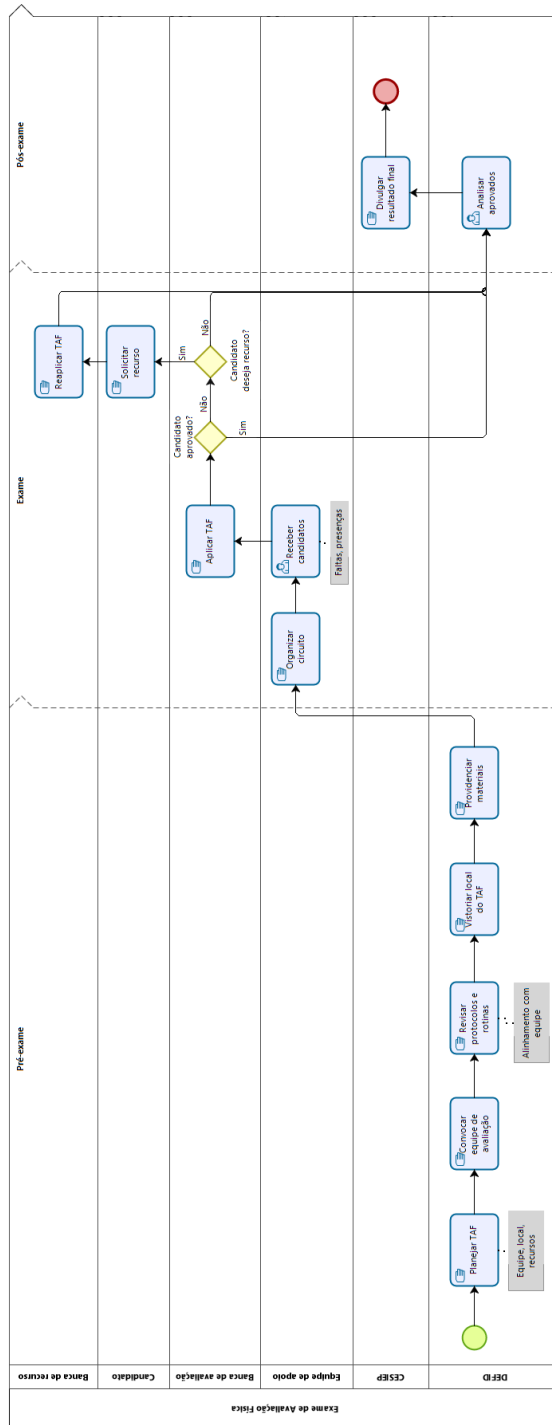 Exame de Avaliação Física
Banca de recurso
Candidato
Banca de avaliação
Equipe de apoio
CESIEP
DEFID
Pré-exame
Exame
Pós-exame
Planejar TAF
Equipe, local,
recursos
Convocar
equipe de
avaliação
Revisar
protocolos e
rotinas
Alinhamento com
equipe
Vistoriar local
do TAF
Providenciar
materiais
Organizar
circuito
Receber
candidatos
Faltas, presenças
Aplicar TAF
Candidato
aprovado?
Sim
Não
Candidato
deseja recurso?
Sim
Não
Solicitar
recurso
Reaplicar TAF
Analisar
aprovados
Divulgar
resultado final